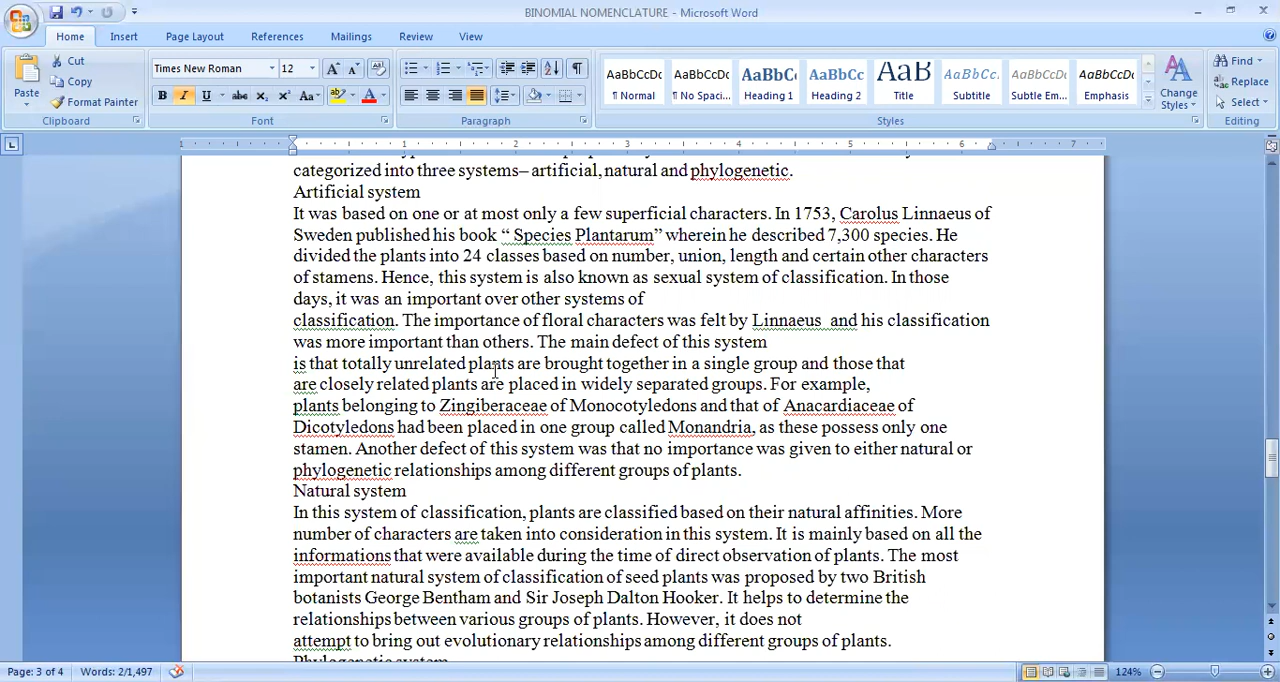 BINOMIAL NOMENCLATURE - Microsoft Word
Home Insert Page Layout References Mailings Review View
Paste Cut Copy Format Painter
Clipboard
Times New Roman 12
B I U abe X₂ X² Aa
Font
Paragraph
AaBbCcDc AaBbCcDc AaBbC( AaBbCc AaB AaBbCc. AaBbCcDc AaBbCcDc
¶ Normal ¶ No Spaci... Heading 1 Heading 2 Title Subtitle Subtle Em... Emphasis
Change Styles
Styles
Find Replace Select
Editing
1 1 2 3 4 5 6 7
categorized into three systems– artificial, natural and phylogenetic.
Artificial system
It was based on one or at most only a few superficial characters. In 1753, Carolus Linnaeus of
Sweden published his book “ Species Plantarum” wherein he described 7,300 species. He
divided the plants into 24 classes based on number, union, length and certain other characters
of stamens. Hence, this system is also known as sexual system of classification. In those
days, it was an important over other systems of
classification. The importance of floral characters was felt by Linnaeus  and his classification
was more important than others. The main defect of this system
is that totally unrelated plants are brought together in a single group and those that
are closely related plants are placed in widely separated groups. For example,
plants belonging to Zingiberaceae of Monocotyledons and that of Anacardiaceae of
Dicotyledons had been placed in one group called Monandria, as these possess only one
stamen. Another defect of this system was that no importance was given to either natural or
phylogenetic relationships among different groups of plants.
Natural system
In this system of classification, plants are classified based on their natural affinities. More
number of characters are taken into consideration in this system. It is mainly based on all the
informations that were available during the time of direct observation of plants. The most
important natural system of classification of seed plants was proposed by two British
botanists George Bentham and Sir Joseph Dalton Hooker. It helps to determine the
relationships between various groups of plants. However, it does not
attempt to bring out evolutionary relationships among different groups of plants.
Phylogenetic system
Page: 3 of 4 Words: 2/1,497 124%